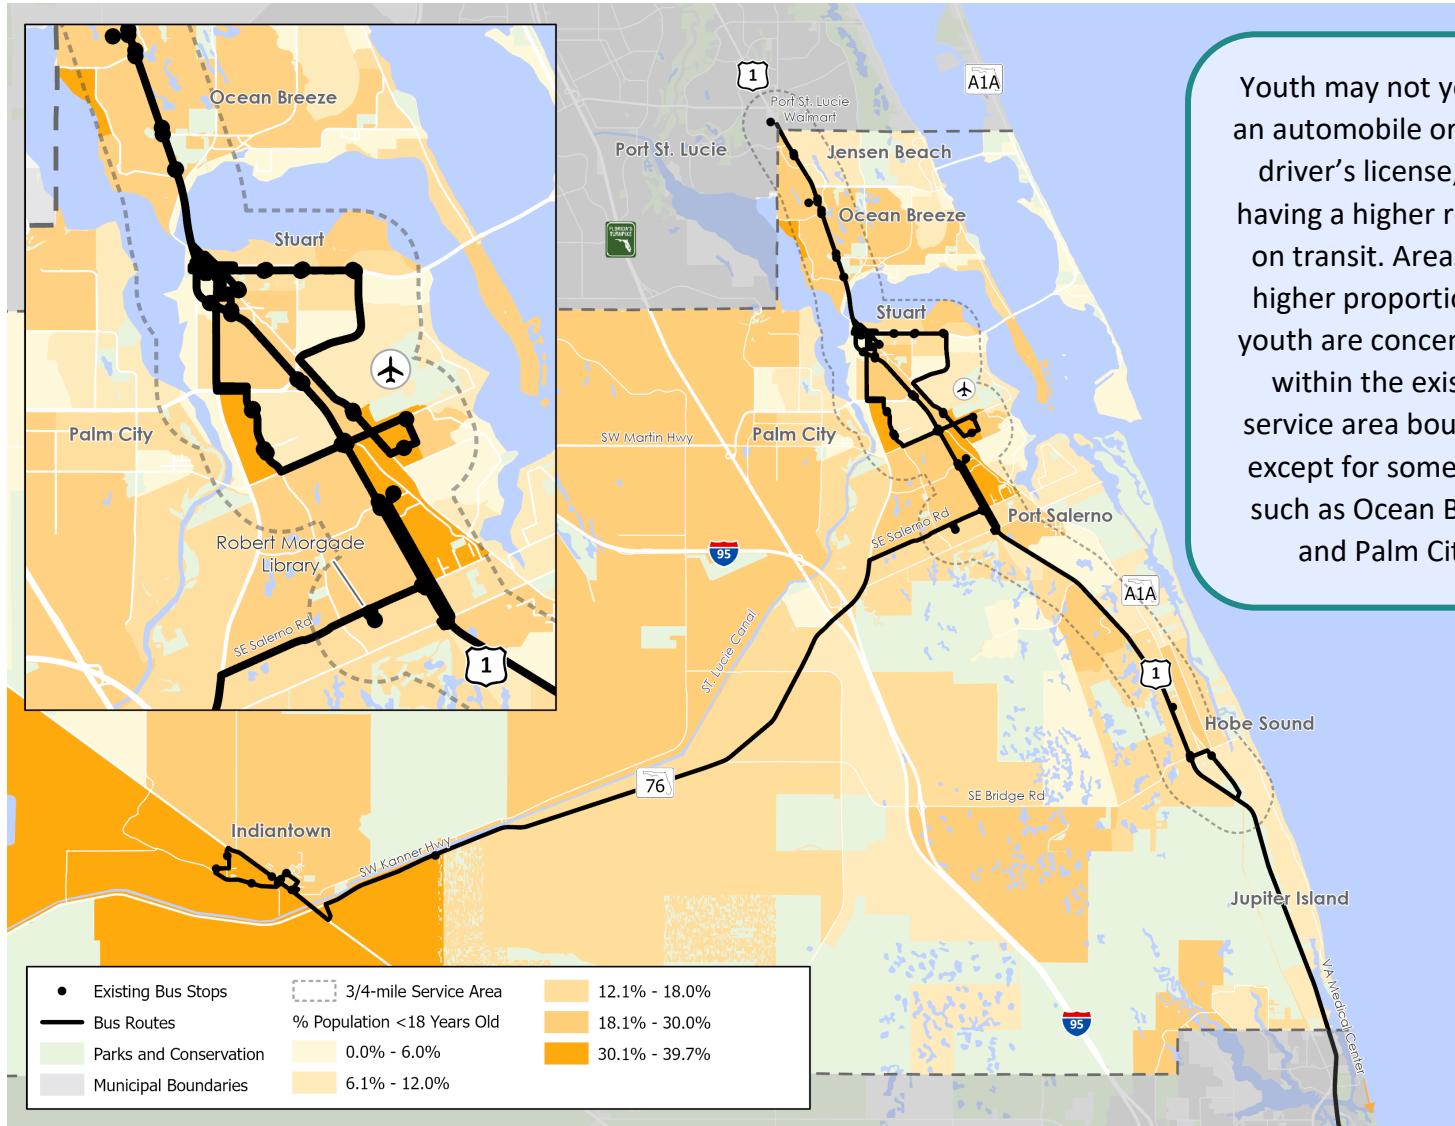 Ocean Breeze
Stuart
Palm City
Robert Morgade
Library
SE Salerno Rd
1
1
A1A
Port St. Lucie
Walmart
Port St. Lucie
Jensen Beach
Ocean Breeze
FLORIDA'S
TURNPIKE
Stuart
SW Martin Hwy
Palm City
Port Salerno
SE Salerno Rd
95
A1A
ST. Lucie Canal
1
Hobe Sound
76
SE Bridge Rd
Indiantown
SW Kanner Hwy
Jupiter Island
VA Medical Center
95
Youth may not y
an automobile or
driver's license,
having a higher r
on transit. Area
higher proporti
youth are concer
within the exis
service area bou
except for some
such as Ocean B
and Palm Cit
Existing Bus Stops
Bus Routes
Parks and Conservation
Municipal Boundaries
3/4-mile Service Area
% Population <18 Years Old
0.0% - 6.0%
6.1% - 12.0%
12.1% - 18.0%
18.1% - 30.0%
30.1% - 39.7%